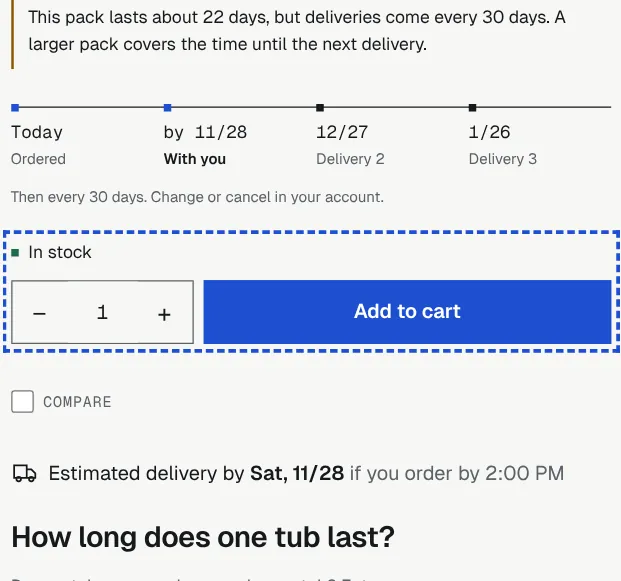 This pack lasts about 22 days, but deliveries come every 30 days. A
larger pack covers the time until the next delivery.
Today by 11/28 12/27 1/26
Ordered With you Delivery 2 Delivery 3
Then every 30 days. Change or cancel in your account.
In stock
− 1 + Add to cart
COMPARE
Estimated delivery by Sat, 11/28 if you order by 2:00 PM
How long does one tub last?